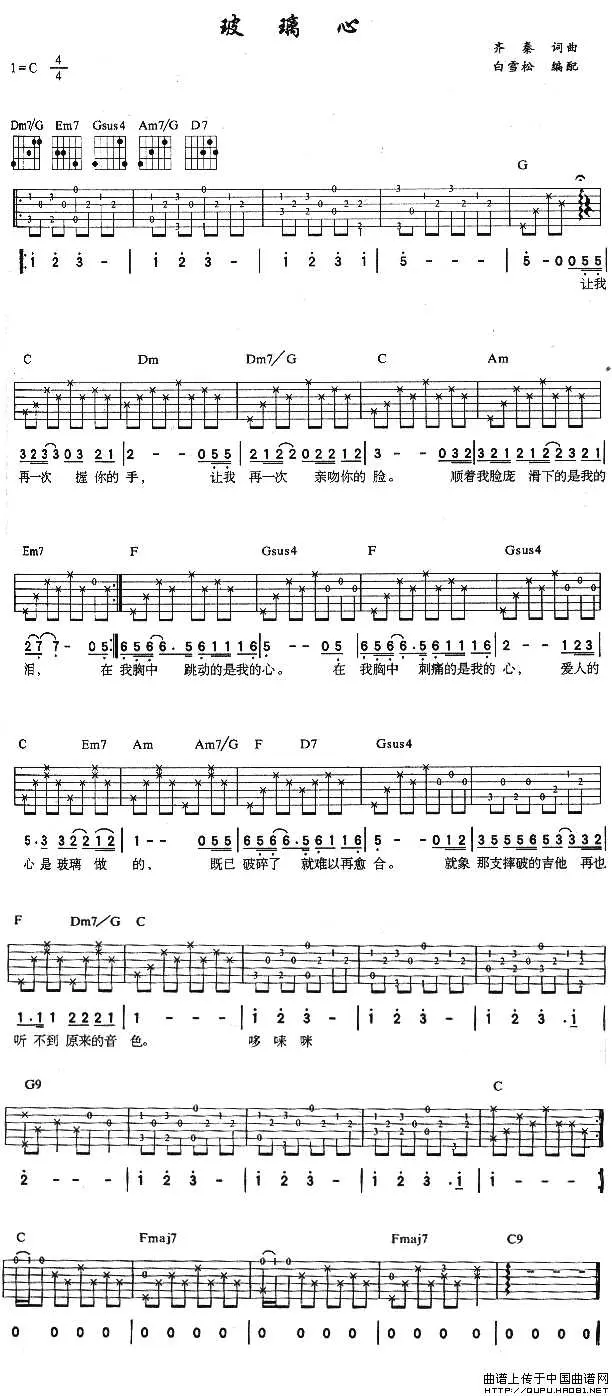 玻璃心
齐秦 词曲
1=C 4/4
白雪松 编配
Dm7/G Em7 Gsus4 Am7/G D7
G
i 2 3 - | i 2 3 - | i 2 3 i | 5 - - - | 5 - 0 0 5 5
让我
C Dm Dm7/G C Am
3 2 3 3 0 3 2 1 | 2 - - 0 5 5 | 2 1 2 2 0 2 2 1 2 | 3 - - 0 3 2 | 3 2 1 2 1 2 2 3 2 1
再一次 握你的手， 让我 再一次 亲吻你的脸。 顺着我脸庞 滑下的是我的
Em7 F Gsus4 F Gsus4
2 7 7 - 0 5 | 6 5 6 6 . 5 6 1 1 1 6 | 5 - - 0 5 | 6 5 6 6 . 5 6 1 1 1 6 | 2 - - 1 2 3
泪， 在 我胸中 跳动的是我的心。 在 我胸中 刺痛的是我的 心， 爱人的
C Em7 Am Am7/G F D7 Gsus4
5 . 3 3 2 2 1 2 | 1 - - 0 5 5 | 6 5 6 6 . 5 6 1 1 6 | 5 - - 0 1 2 | 3 5 5 5 6 5 3 3 3 2
心是玻璃 做 的， 既已 破碎了 就难以再愈 合。 就象 那支摔破的吉他 再也
F Dm7/G C
1 . 1 1 2 2 2 1 | 1 - - - | i 2 3 - | i 2 3 - | i 2 3 . i
听 不到 原来的音 色。 哆 唻 咪
G9 C
2 - - - | i 2 3 - | i 2 3 - | i 2 3 . i | i - - -
C Fmaj7 Fmaj7 C9
0 0 0 0 | 0 0 0 0 | 0 0 0 0 | 0 0 0 0 | 0 0 0 0
曲谱上传于中国曲谱网
HTTP://QUPU.HAO81.NET